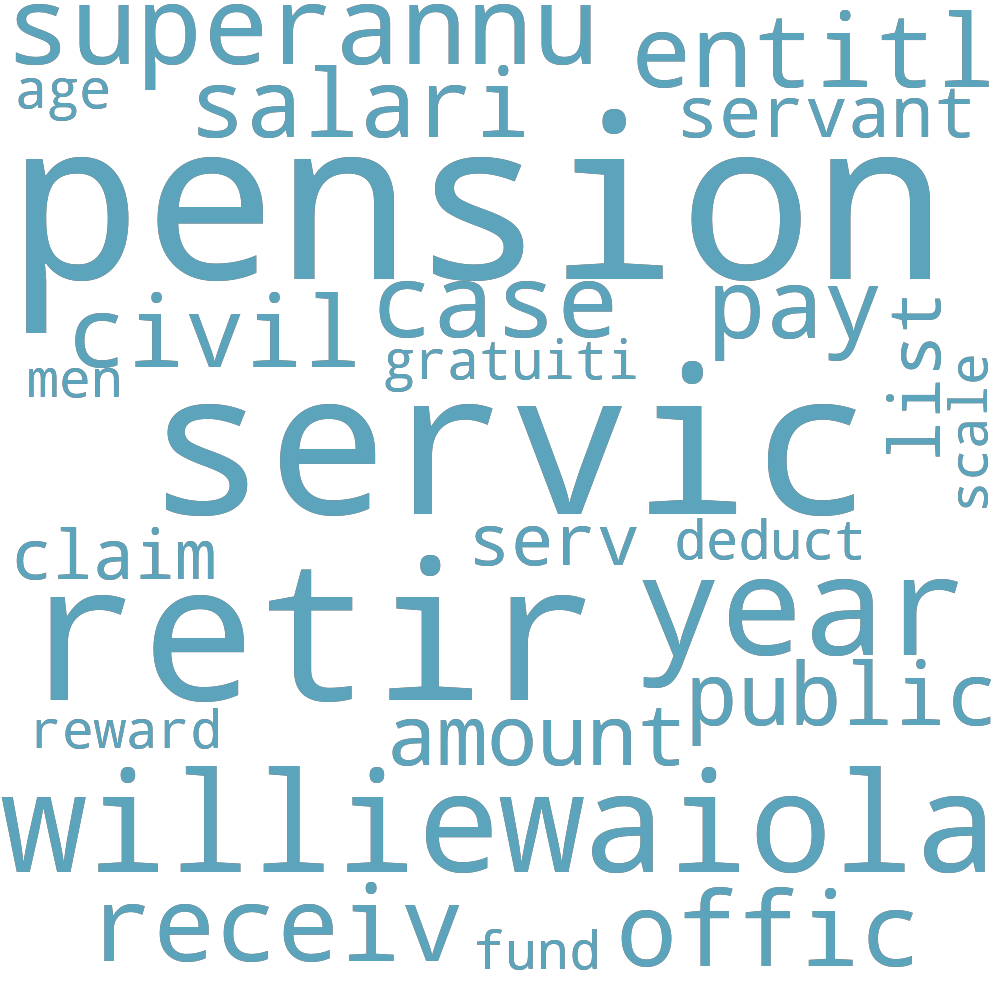 superannu
entitl
age
salari
servant
pension
civil
case
pay
list
men
gratuiti
scale
servic
claim
serv
deduct
retir
year
public
reward
amount
williewaiola
receiv
fund
offic